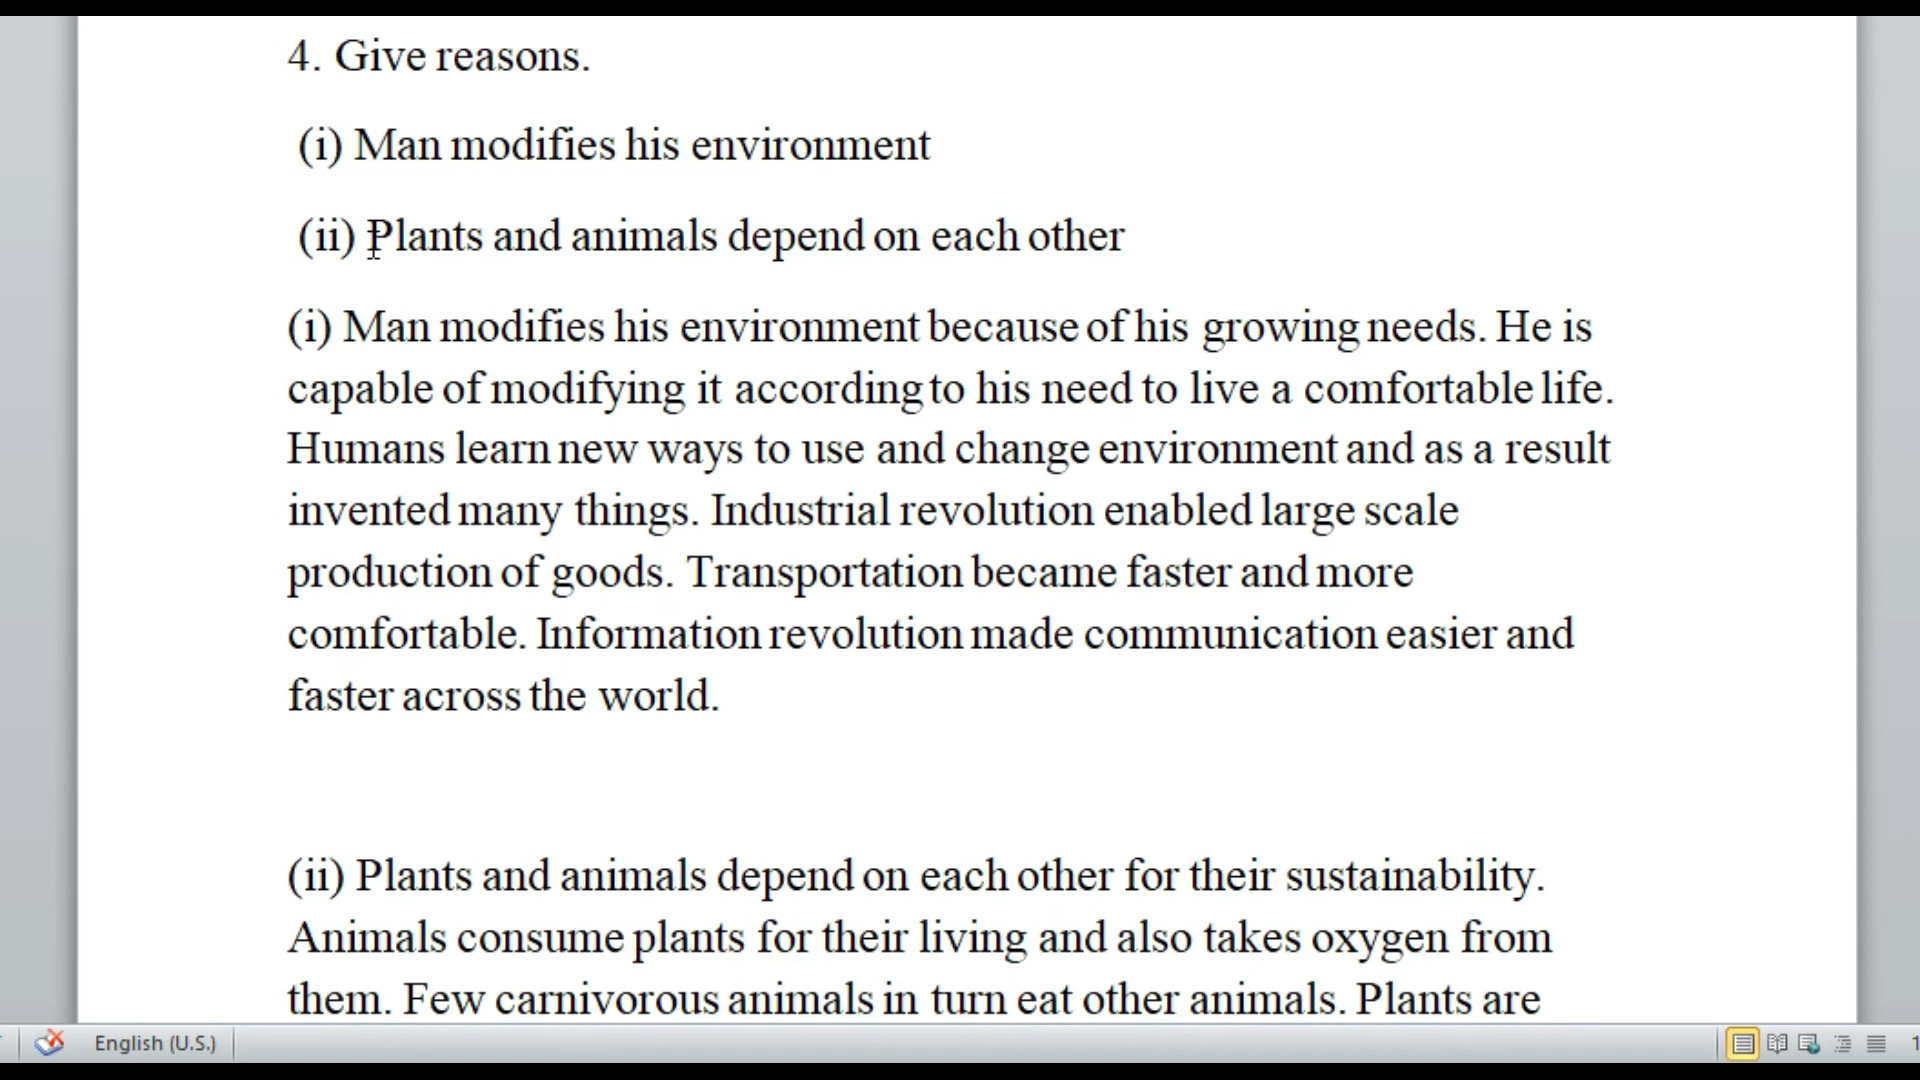 4. Give reasons.
(i) Man modifies his environment
(ii) Plants and animals depend on each other
(i) Man modifies his environment because of his growing needs. He is
capable of modifying it according to his need to live a comfortable life.
Humans learn new ways to use and change environment and as a result
invented many things. Industrial revolution enabled large scale
production of goods. Transportation became faster and more
comfortable. Information revolution made communication easier and
faster across the world.
(ii) Plants and animals depend on each other for their sustainability.
Animals consume plants for their living and also takes oxygen from
them. Few carnivorous animals in turn eat other animals. Plants are
English (U.S.)